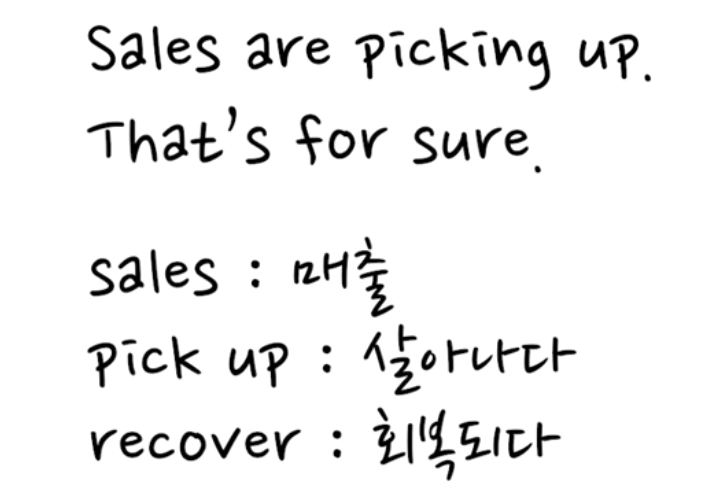 Sales are picking up.
That's for sure.
sales : 매출
pick up : 살아나다
recover : 회복되다